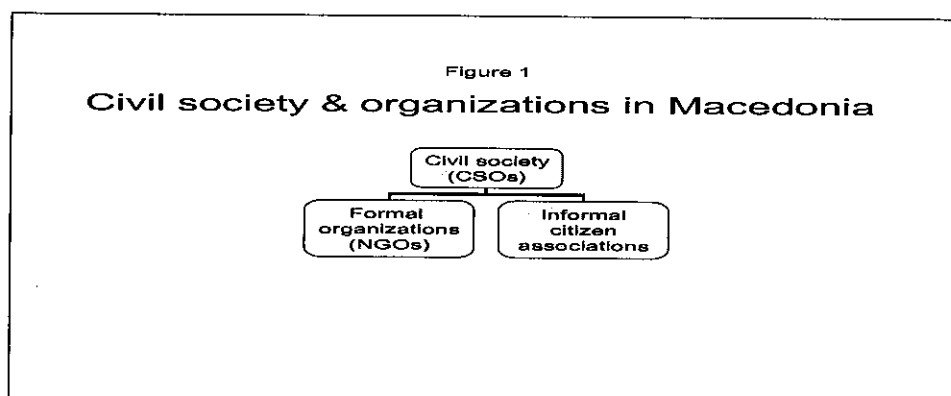 Figure 1
Civil society & organizations in Macedonia
Civil society
(CSOs)
Formal
organizations
(NGOs)
Informal
citizen
associations